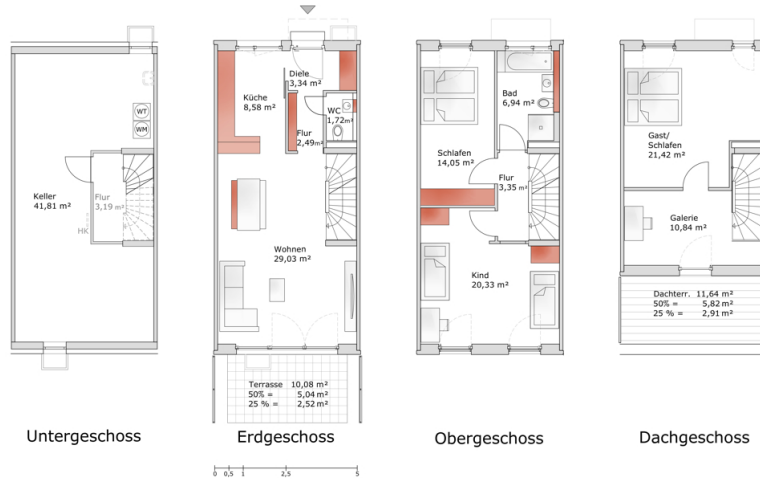 WT
WM
Keller
41,81 m²
Flur
3,19 m²
HK
Untergeschoss
Diele
3,34 m²
Küche
8,58 m²
WC
1,72m²
Flur
2,49m²
Wohnen
29,03 m²
Terrasse 10,08 m²
50% = 5,04 m²
25 % = 2,52 m²
Erdgeschoss
0 0,5 1 2,5 5
Bad
6,94 m²
Schlafen
14,05 m²
Flur
3,35 m²
Kind
20,33 m²
Obergeschoss
Gast/
Schlafen
21,42 m²
Galerie
10,84 m²
Dachterr. 11,64 m²
50% = 5,82 m²
25 % = 2,91 m²
Dachgeschoss